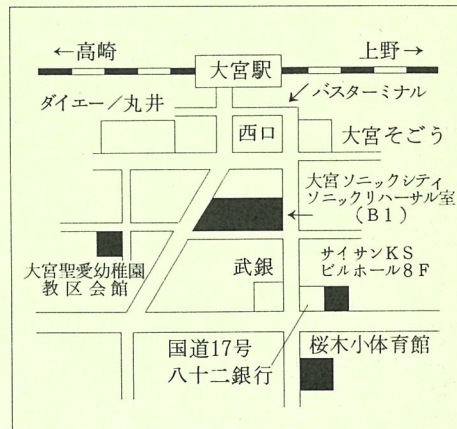 ←高崎
上野→
大宮駅
バスターミナル
ダイエー／丸井
西口
大宮そごう
大宮ソニックシティ
ソニックリハーサル室
（B1）
大宮聖愛幼稚園
教区会館
武銀
サイサンKS
ビルホール8F
国道17号
八十二銀行
桜木小体育館